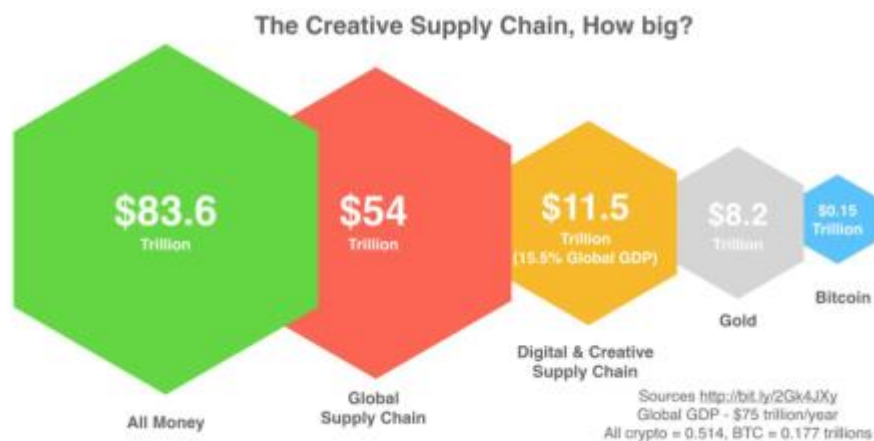 The Creative Supply Chain, How big?
$83.6
Trillion
$54
Trillion
$11.5
Trillion
(15.5% Global GDP)
$8.2
Trillion
$0.15
Trillion
All Money
Global
Supply Chain
Digital & Creative
Supply Chain
Gold
Bitcoin
Sources http://bit.ly/2Gk4JXy
Global GDP - $75 trillion/year
All crypto = 0.514, BTC = 0.177 trillions